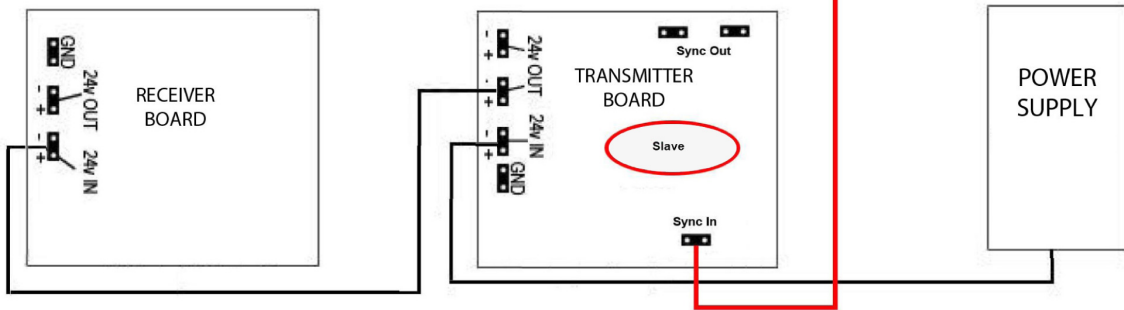 GND
- +
24v OUT
- +
24v IN
RECEIVER
BOARD
- +
24v OUT
- +
- +
24v IN
GND
Sync Out
TRANSMITTER
BOARD
Slave
Sync In
POWER
SUPPLY